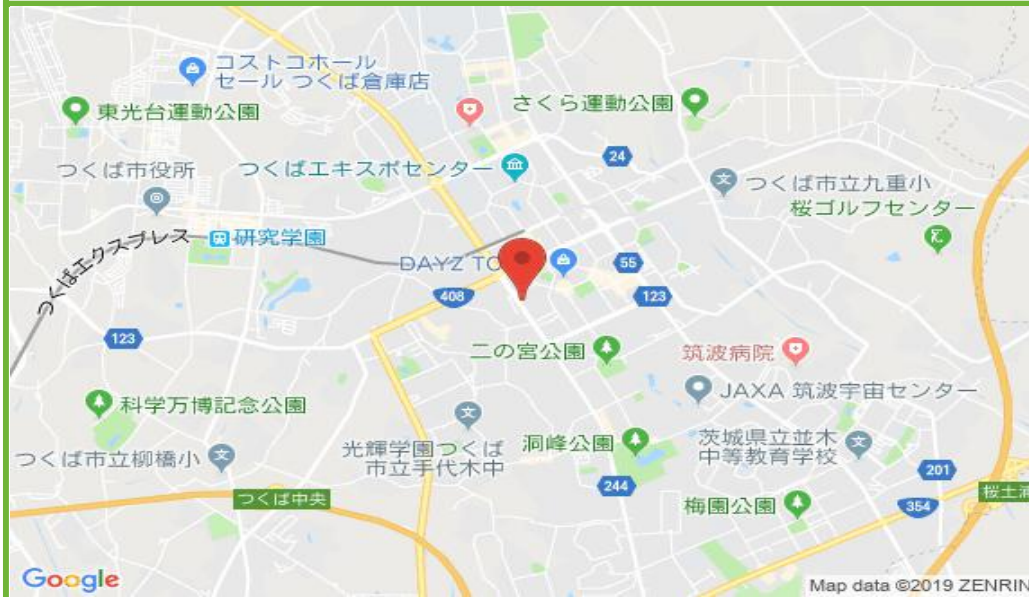 コストコホール
セール つくば倉庫店
東光台運動公園
さくら運動公園
つくば市役所
つくばエキスポセンター
24
つくば市立九重小
桜ゴルフセンター
つくばエクスプレス
研究学園
DAYZ TO
55
408
123
123
二の宮公園
筑波病院
JAXA 筑波宇宙センター
科学万博記念公園
光輝学園つくば
市立手代木中
洞峰公園
茨城県立並木
中等教育学校
つくば市立柳橋小
201
244
つくば中央
梅園公園
354
桜土浦
Google
Map data ©2019 ZENRIN